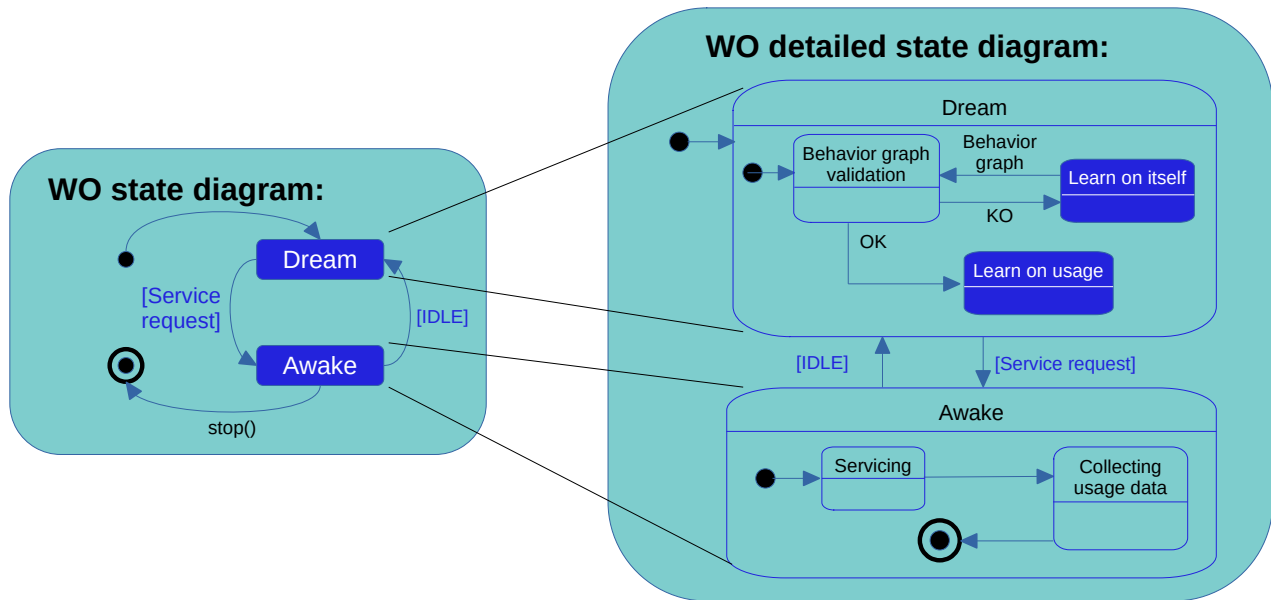 WO state diagram:
Dream
[Service
request]
[IDLE]
Awake
stop()
WO detailed state diagram:
Dream
Behavior graph
validation
Behavior
graph
Learn on itself
KO
OK
Learn on usage
[IDLE]
[Service request]
Awake
Servicing
Collecting
usage data